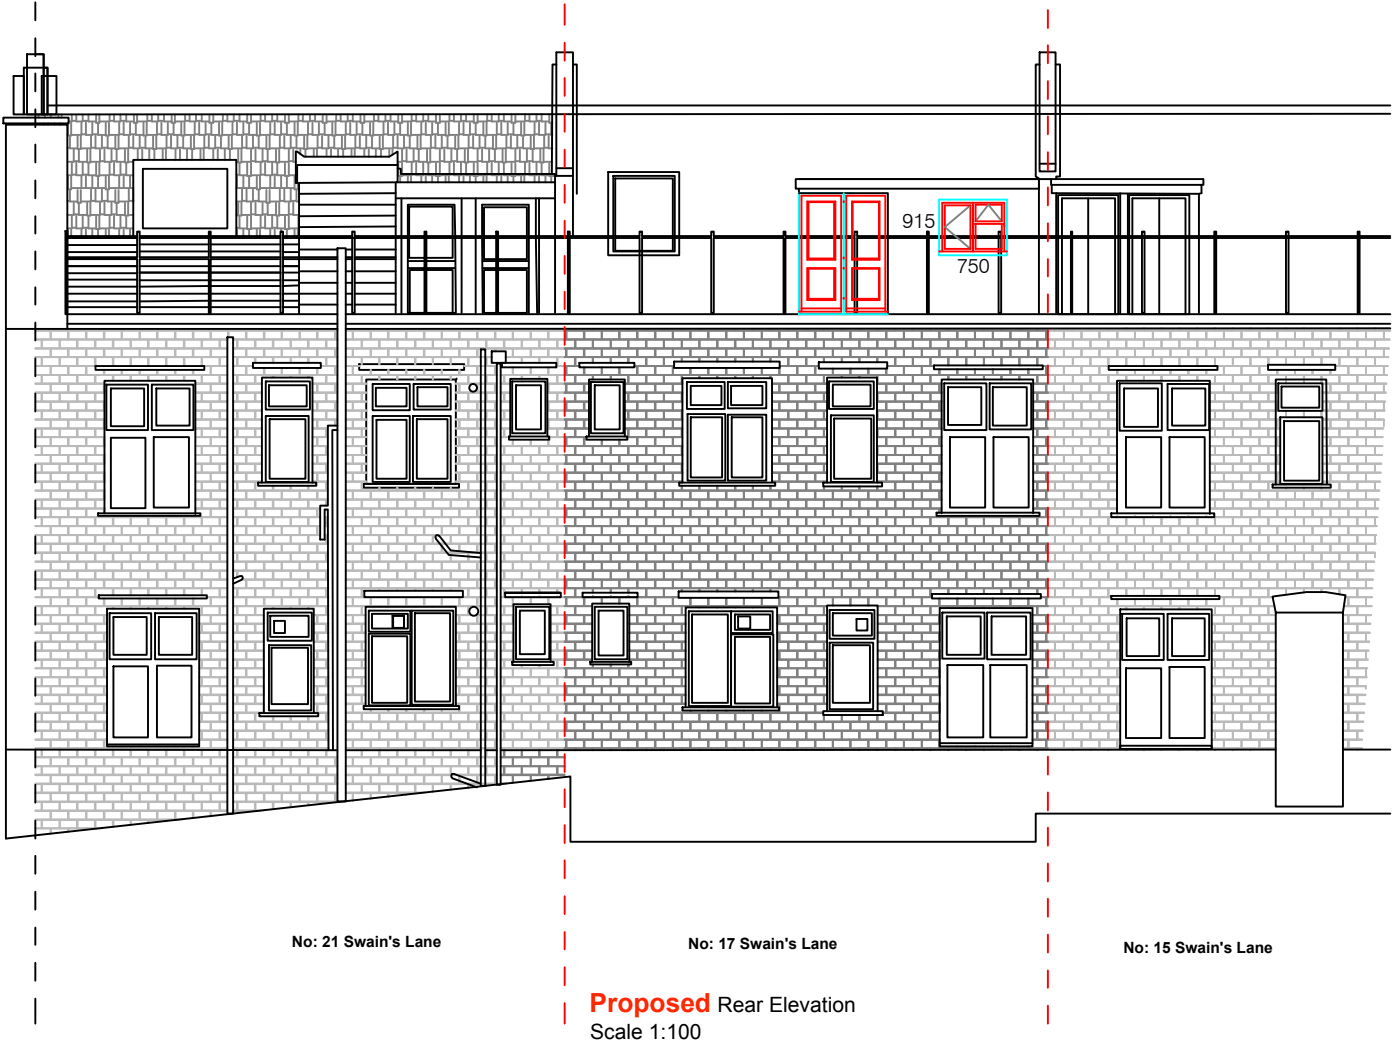 915
750
No: 21 Swain's Lane
No: 17 Swain's Lane
No: 15 Swain's Lane
Proposed Rear Elevation
Scale 1:100